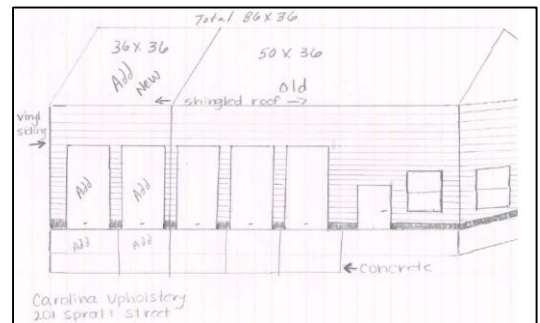 Total 86 x 36
36 x 36
50 x 36
Add
New
Old
← shingled roof →
vinyl
siding
→
Add
Add
Add
Add
← Concrete
Carolina Upholstery
201 Spratt Street